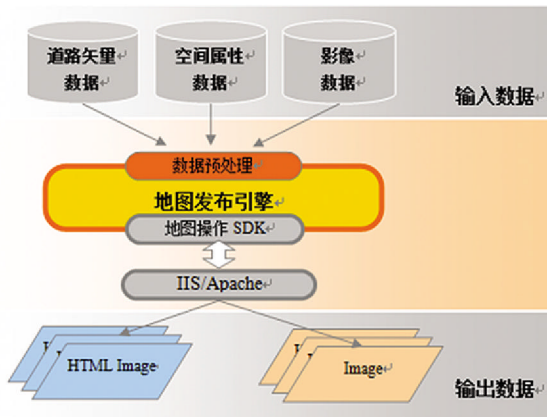 道路矢量
数据
空间属性
数据
影像
数据
输入数据
数据预处理
地图发布引擎
地图操作 SDK
IIS/Apache
HTML Image
Image
输出数据